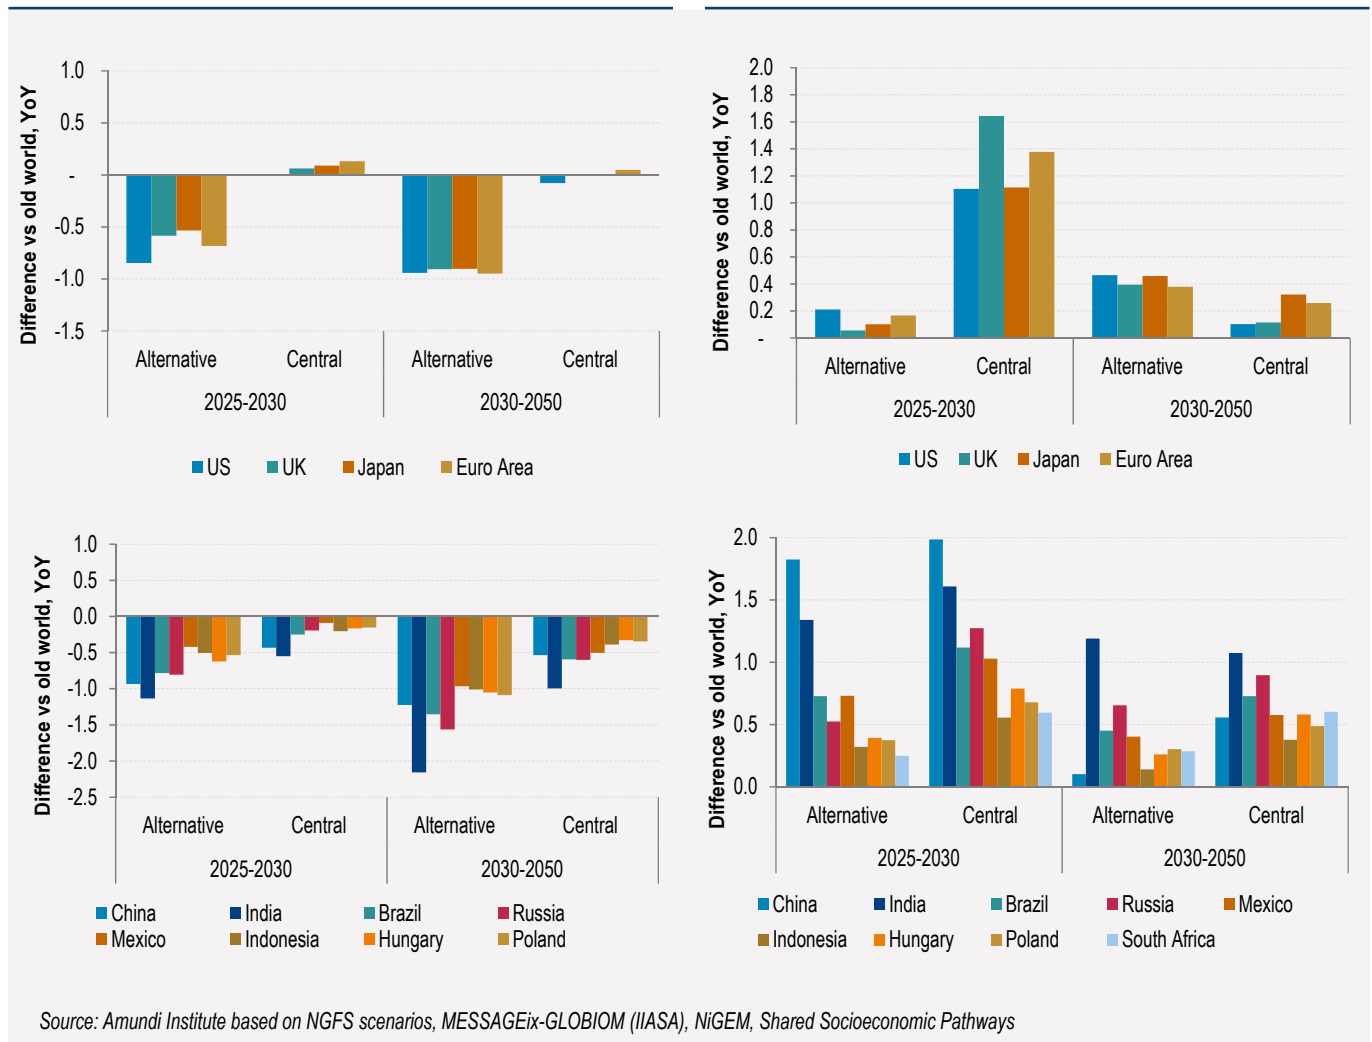 Difference vs old world, YoY
1.0
0.5
-
-0.5
-1.0
-1.5
Alternative Central Alternative Central
2025-2030 2030-2050
US UK Japan Euro Area
Difference vs old world, YoY
2.0
1.8
1.6
1.4
1.2
1.0
0.8
0.6
0.4
0.2
-
Alternative Central Alternative Central
2025-2030 2030-2050
US UK Japan Euro Area
Difference vs old world, YoY
1.0
0.5
0.0
-0.5
-1.0
-1.5
-2.0
-2.5
Alternative Central Alternative Central
2025-2030 2030-2050
China India Brazil Russia
Mexico Indonesia Hungary Poland
Difference vs old world, YoY
2.0
1.5
1.0
0.5
0.0
Alternative Central Alternative Central
2025-2030 2030-2050
China India Brazil Russia Mexico
Indonesia Hungary Poland South Africa
Source: Amundi Institute based on NGFS scenarios, MESSAGEix-GLOBIOM (IIASA), NiGEM, Shared Socioeconomic Pathways